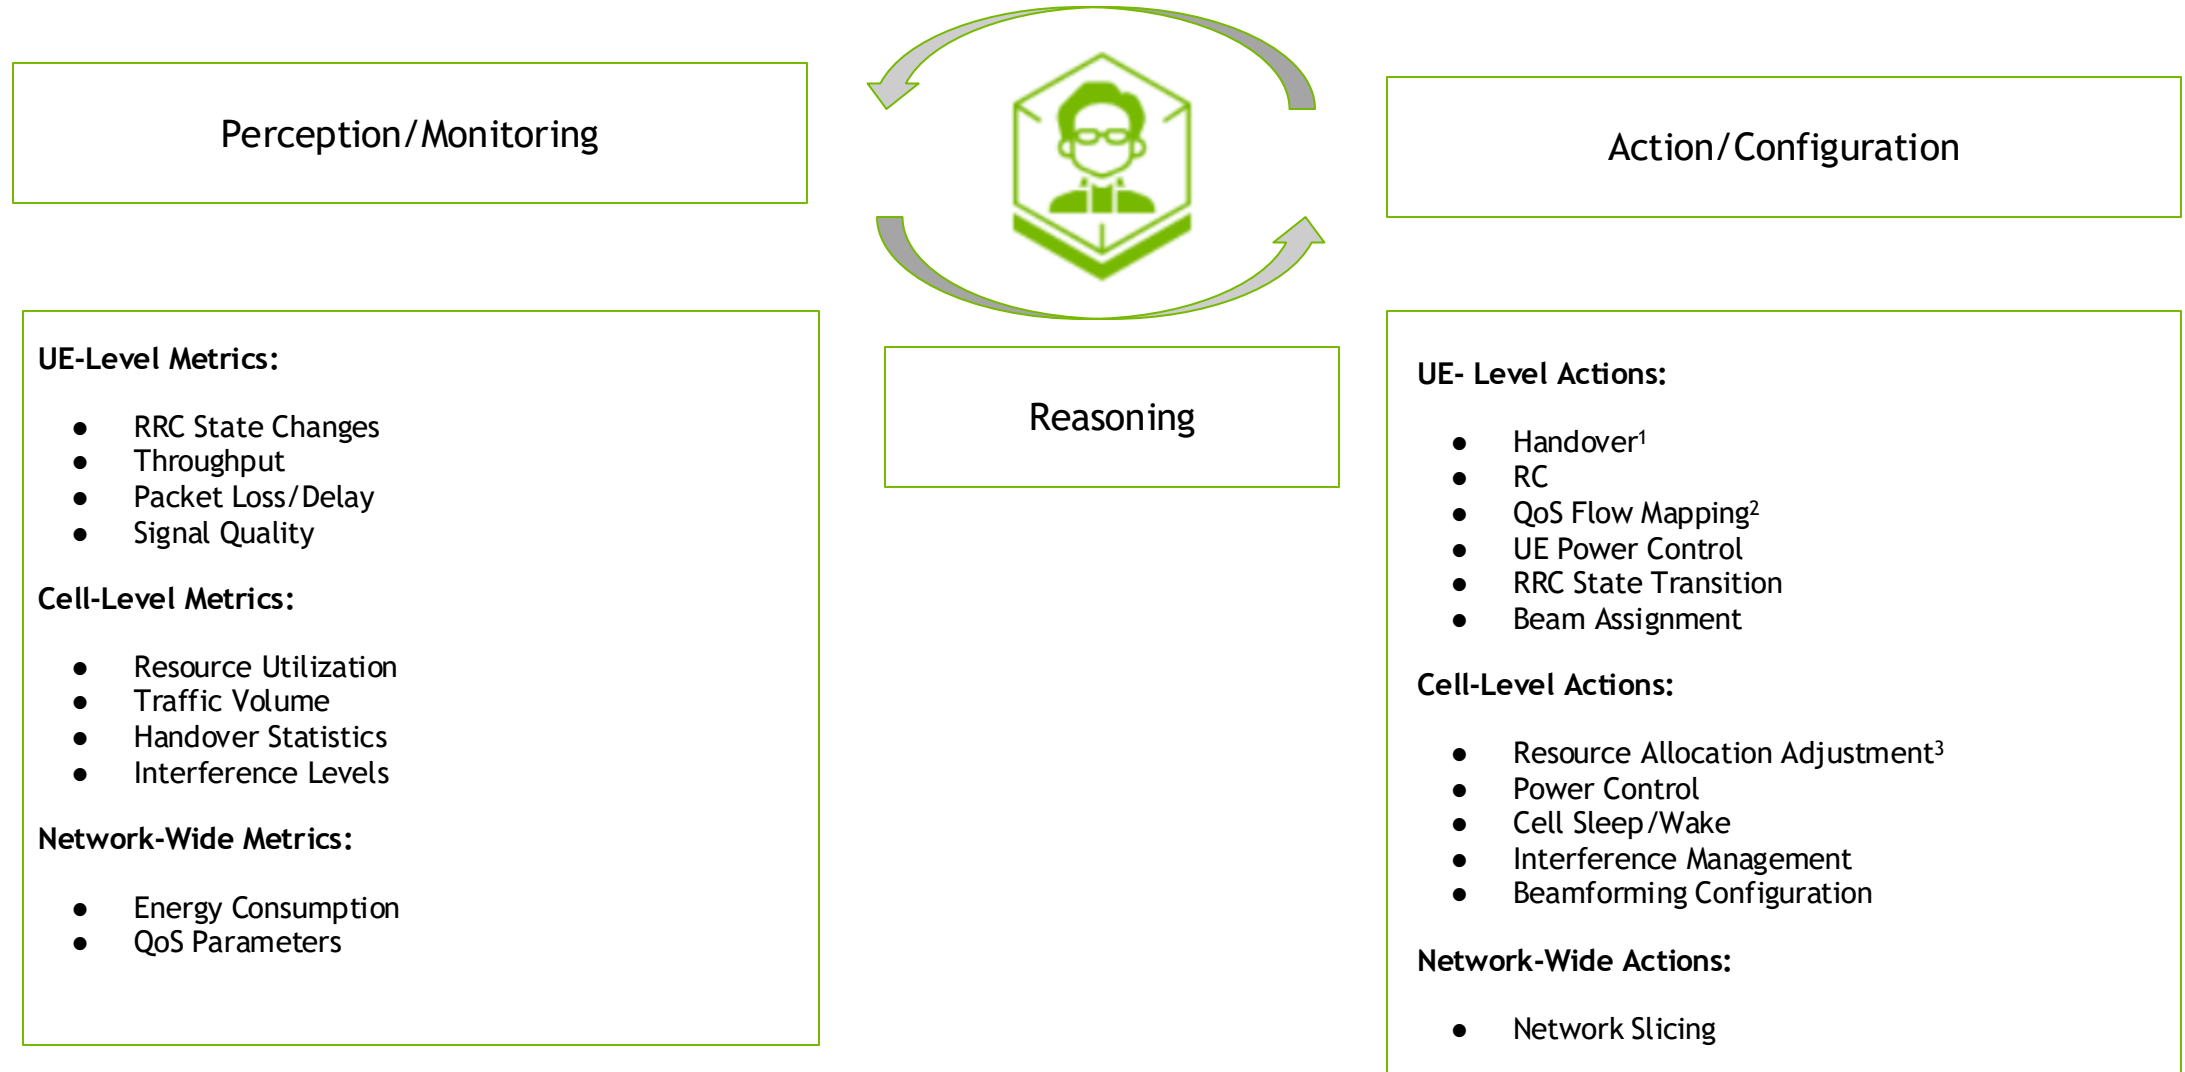 Perception/Monitoring
Action/Configuration
Reasoning
UE-Level Metrics:
● RRC State Changes
● Throughput
● Packet Loss/Delay
● Signal Quality
Cell-Level Metrics:
● Resource Utilization
● Traffic Volume
● Handover Statistics
● Interference Levels
Network-Wide Metrics:
● Energy Consumption
● QoS Parameters
UE- Level Actions:
● Handover¹
● RC
● QoS Flow Mapping²
● UE Power Control
● RRC State Transition
● Beam Assignment
Cell-Level Actions:
● Resource Allocation Adjustment³
● Power Control
● Cell Sleep/Wake
● Interference Management
● Beamforming Configuration
Network-Wide Actions:
● Network Slicing